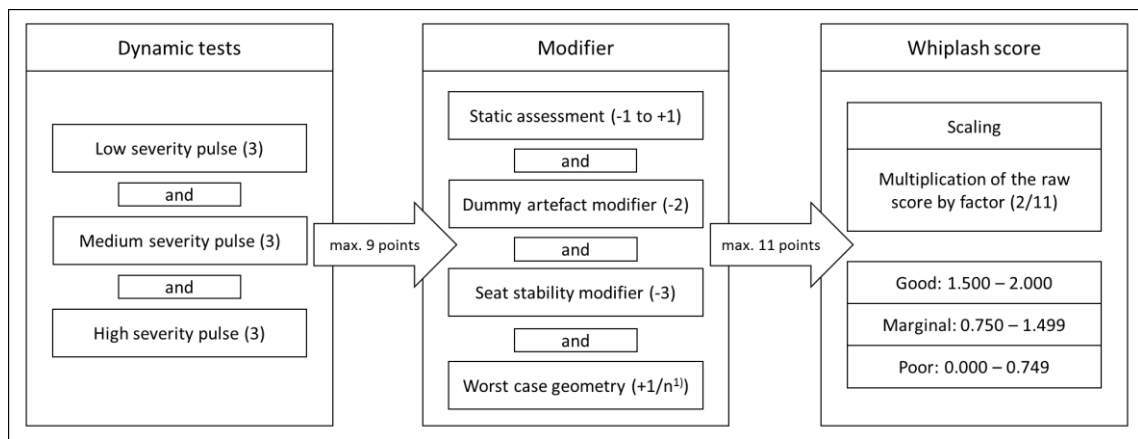 Dynamic tests
Low severity pulse (3)
and
Medium severity pulse (3)
and
High severity pulse (3)
max. 9 points
Modifier
Static assessment (-1 to +1)
and
Dummy artefact modifier (-2)
and
Seat stability modifier (-3)
and
Worst case geometry (+1/n¹⁾)
max. 11 points
Whiplash score
Scaling
Multiplication of the raw
score by factor (2/11)
Good: 1.500 – 2.000
Marginal: 0.750 – 1.499
Poor: 0.000 – 0.749